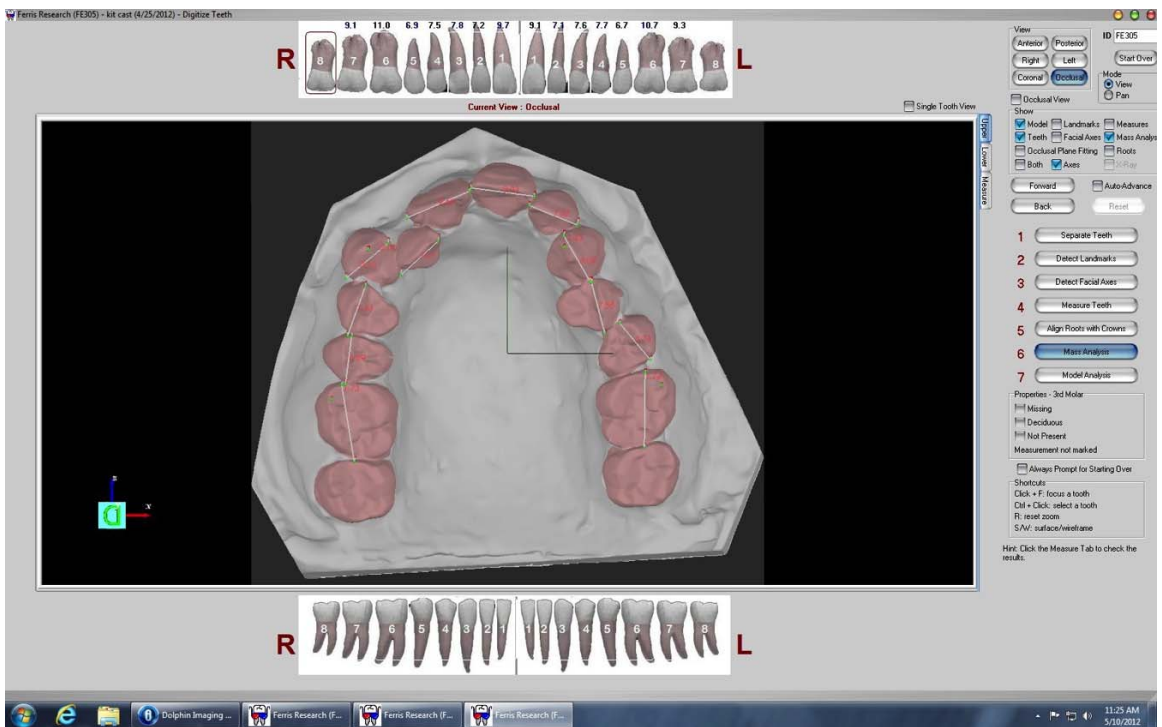 Ferris Research (FE305) - kit cast (4/25/2012) - Digitize Teeth
9.1 11.0 6.9 7.5 7.8 7.2 9.7 9.1 7.1 7.6 7.7 6.7 10.7 9.3
R 8 7 6 5 4 3 2 1 1 2 3 4 5 6 7 8 L
Current View : Occlusal
Single Tooth View
View
ID FE305
Anterior Posterior
Right Left
Start Over
Coronal Occlusal
Mode
View
Pan
Occlusal View
Show
Model Landmarks Measures
Teeth Facial Axes Mass Analys
Occlusal Plane Fitting Roots
Both Axes X-Ray
Forward Auto-Advance
Back Reset
1 Separate Teeth
2 Detect Landmarks
3 Detect Facial Axes
4 Measure Teeth
5 Align Roots with Crowns
6 Mass Analysis
7 Model Analysis
Properties - 3rd Molar
Missing
Deciduous
Not Present
Measurement not marked
Always Prompt for Starting Over
Shortcuts
Click + F: focus a tooth
Ctrl + Click: select a tooth
R: reset zoom
S/W: surface/wireframe
Hint: Click the Measure Tab to check the
results.
Upper
Lower
Measure
z
x
R 8 7 6 5 4 3 2 1 1 2 3 4 5 6 7 8 L
Dolphin Imaging ...
Ferris Research (F...
Ferris Research (F...
Ferris Research (F...
11:25 AM
5/10/2012